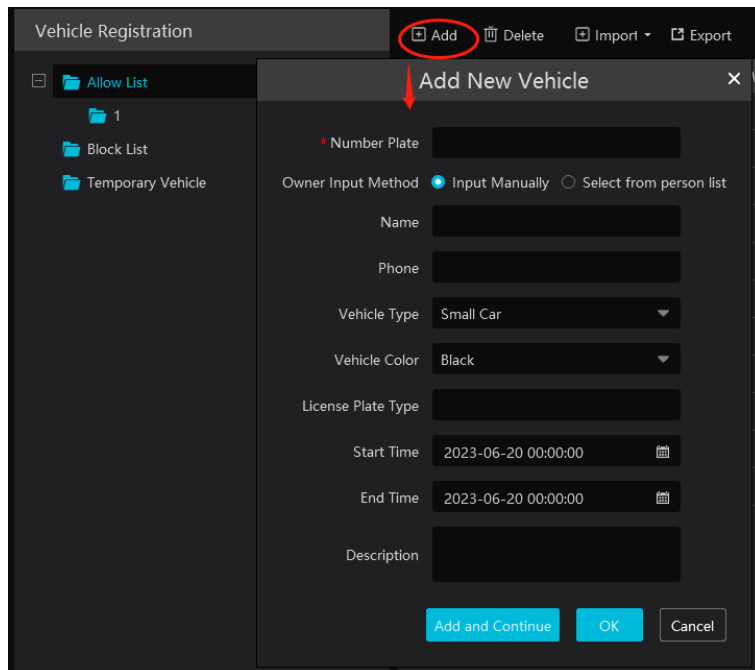 Vehicle Registration
Add Delete Import Export
Allow List
1
Block List
Temporary Vehicle
Add New Vehicle
* Number Plate
Owner Input Method Input Manually Select from person list
Name
Phone
Vehicle Type Small Car
Vehicle Color Black
License Plate Type
Start Time 2023-06-20 00:00:00
End Time 2023-06-20 00:00:00
Description
Add and Continue OK Cancel